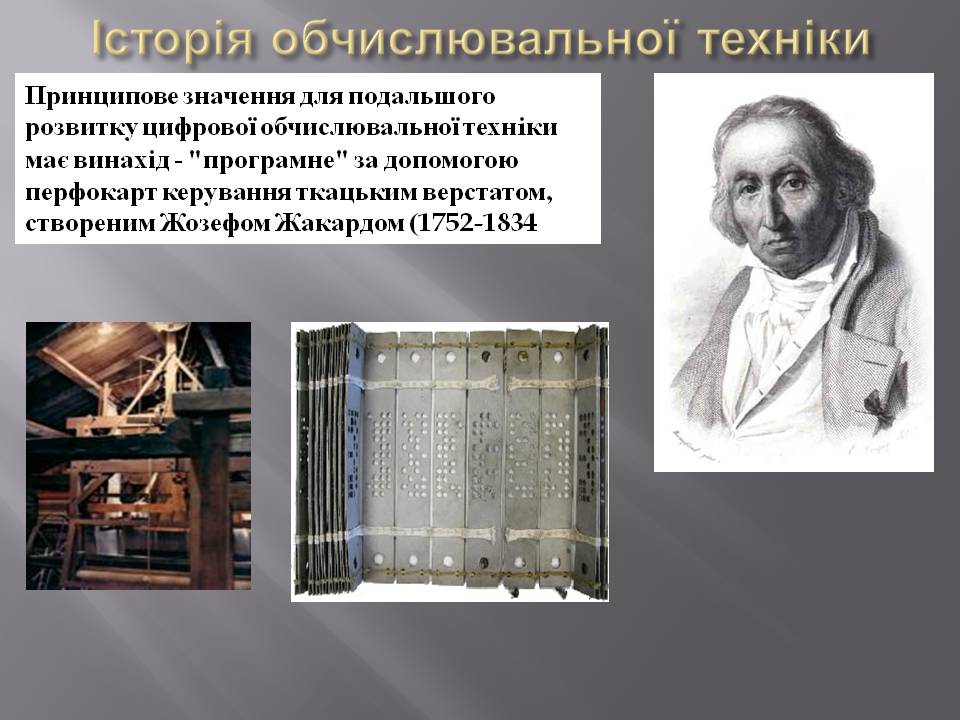 Історія обчислювальної техніки
Принципове значення для подальшого
розвитку цифрової обчислювальної техніки
має винахід - "програмне" за допомогою
перфокарт керування ткацьким верстатом,
створеним Жозефом Жакардом (1752-1834